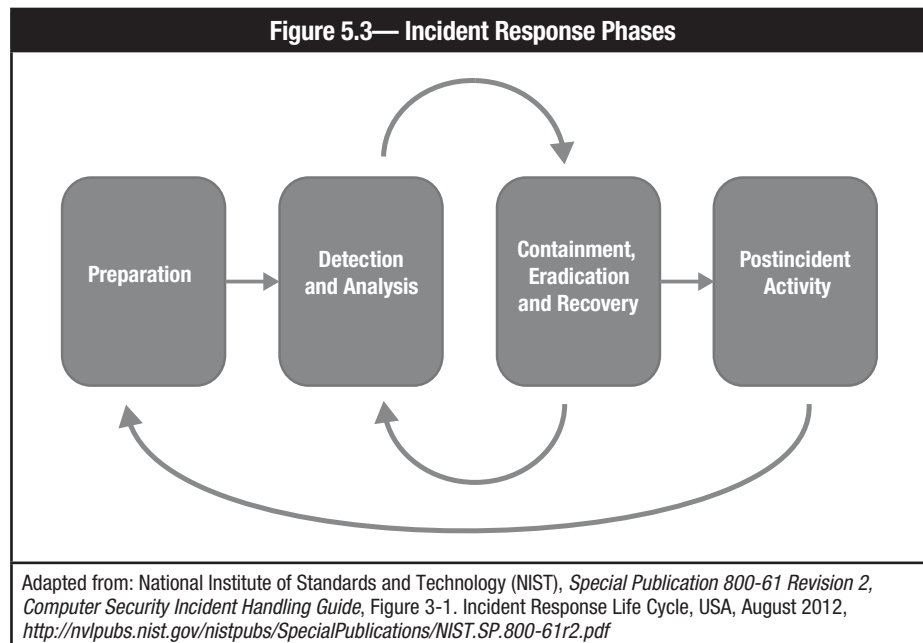 Figure 5.3— Incident Response Phases
Preparation
Detection
and Analysis
Containment,
Eradication
and Recovery
Postincident
Activity
Adapted from: National Institute of Standards and Technology (NIST), Special Publication 800-61 Revision 2,
Computer Security Incident Handling Guide, Figure 3-1. Incident Response Life Cycle, USA, August 2012,
http://nvlpubs.nist.gov/nistpubs/SpecialPublications/NIST.SP.800-61r2.pdf